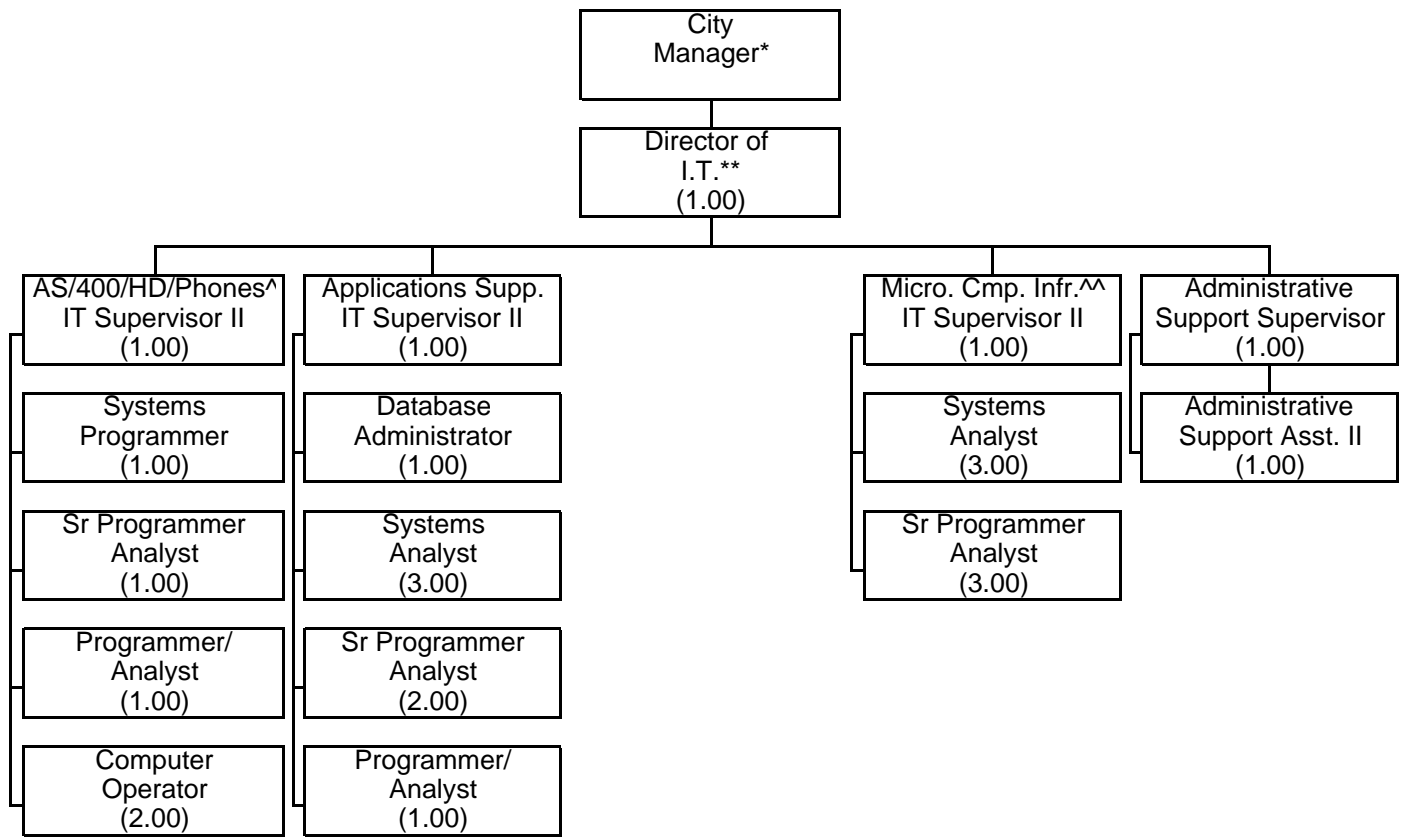 City
Manager*
Director of
I.T.**
(1.00)
AS/400/HD/Phones^
IT Supervisor II
(1.00)
Systems
Programmer
(1.00)
Sr Programmer
Analyst
(1.00)
Programmer/
Analyst
(1.00)
Computer
Operator
(2.00)
Applications Supp.
IT Supervisor II
(1.00)
Database
Administrator
(1.00)
Systems
Analyst
(3.00)
Sr Programmer
Analyst
(2.00)
Programmer/
Analyst
(1.00)
Micro. Cmp. Infr.^^
IT Supervisor II
(1.00)
Systems
Analyst
(3.00)
Sr Programmer
Analyst
(3.00)
Administrative
Support Supervisor
(1.00)
Administrative
Support Asst. II
(1.00)